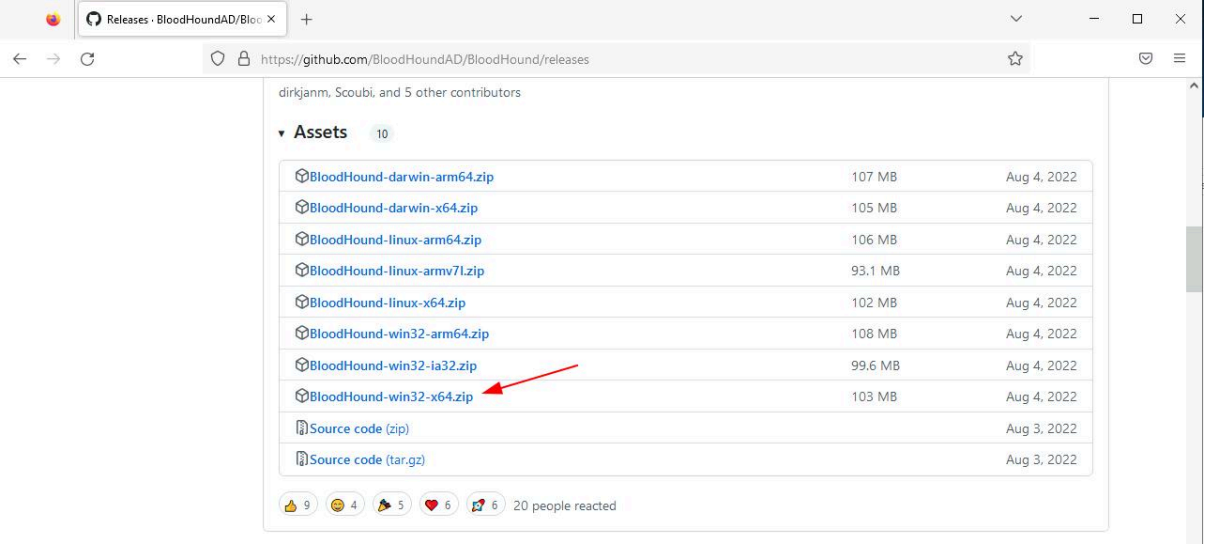 Releases · BloodHoundAD/Bloo
https://github.com/BloodHoundAD/BloodHound/releases
dirkjanm, Scoubi, and 5 other contributors
Assets 10
BloodHound-darwin-arm64.zip 107 MB Aug 4, 2022
BloodHound-darwin-x64.zip 105 MB Aug 4, 2022
BloodHound-linux-arm64.zip 106 MB Aug 4, 2022
BloodHound-linux-armv7l.zip 93.1 MB Aug 4, 2022
BloodHound-linux-x64.zip 102 MB Aug 4, 2022
BloodHound-win32-arm64.zip 108 MB Aug 4, 2022
BloodHound-win32-ia32.zip 99.6 MB Aug 4, 2022
BloodHound-win32-x64.zip 103 MB Aug 4, 2022
Source code (zip) Aug 3, 2022
Source code (tar.gz) Aug 3, 2022
9 4 5 6 6 20 people reacted